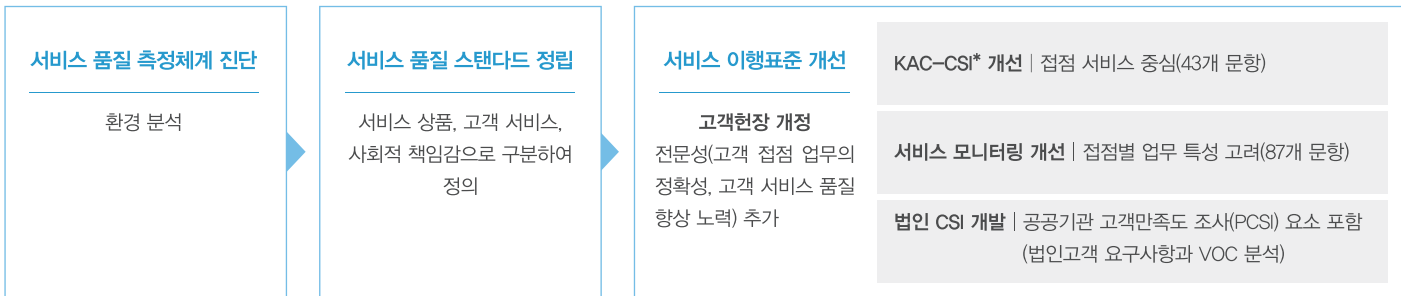 서비스 품질 측정체계 진단
환경 분석
서비스 품질 스탠다드 정립
서비스 상품, 고객 서비스,
사회적 책임감으로 구분하여
정의
서비스 이행표준 개선
고객헌장 개정
전문성(고객 접점 업무의
정확성, 고객 서비스 품질
향상 노력) 추가
KAC-CSI* 개선 | 접점 서비스 중심(43개 문항)
서비스 모니터링 개선 | 접점별 업무 특성 고려(87개 문항)
법인 CSI 개발 | 공공기관 고객만족도 조사(PCSI) 요소 포함
(법인고객 요구사항과 VOC 분석)